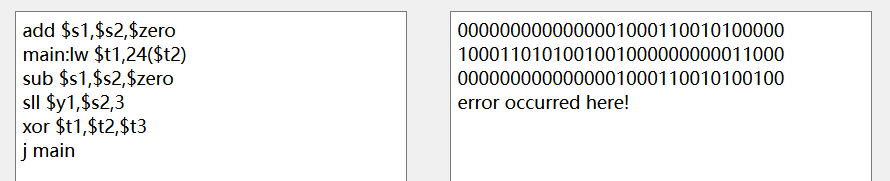 add $s1,$s2,$zero
main:lw $t1,24($t2)
sub $s1,$s2,$zero
sll $y1,$s2,3
xor $t1,$t2,$t3
j main
00000000000000001000110010100000
10001101010010010000000000011000
00000000000000001000110010100100
error occurred here!